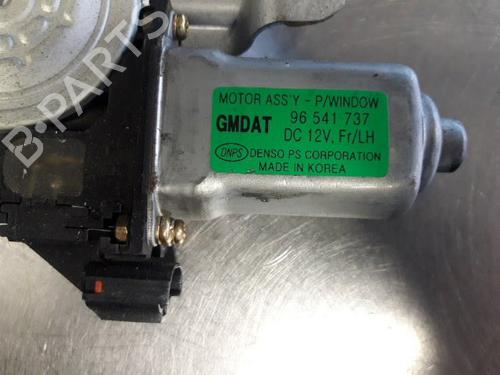 MOTOR ASS'Y - P/WINDOW
GMDAT 96 541 737
DC 12V, Fr/LH
DNPS DENSO PS CORPORATION
MADE IN KOREA
B-PARTS